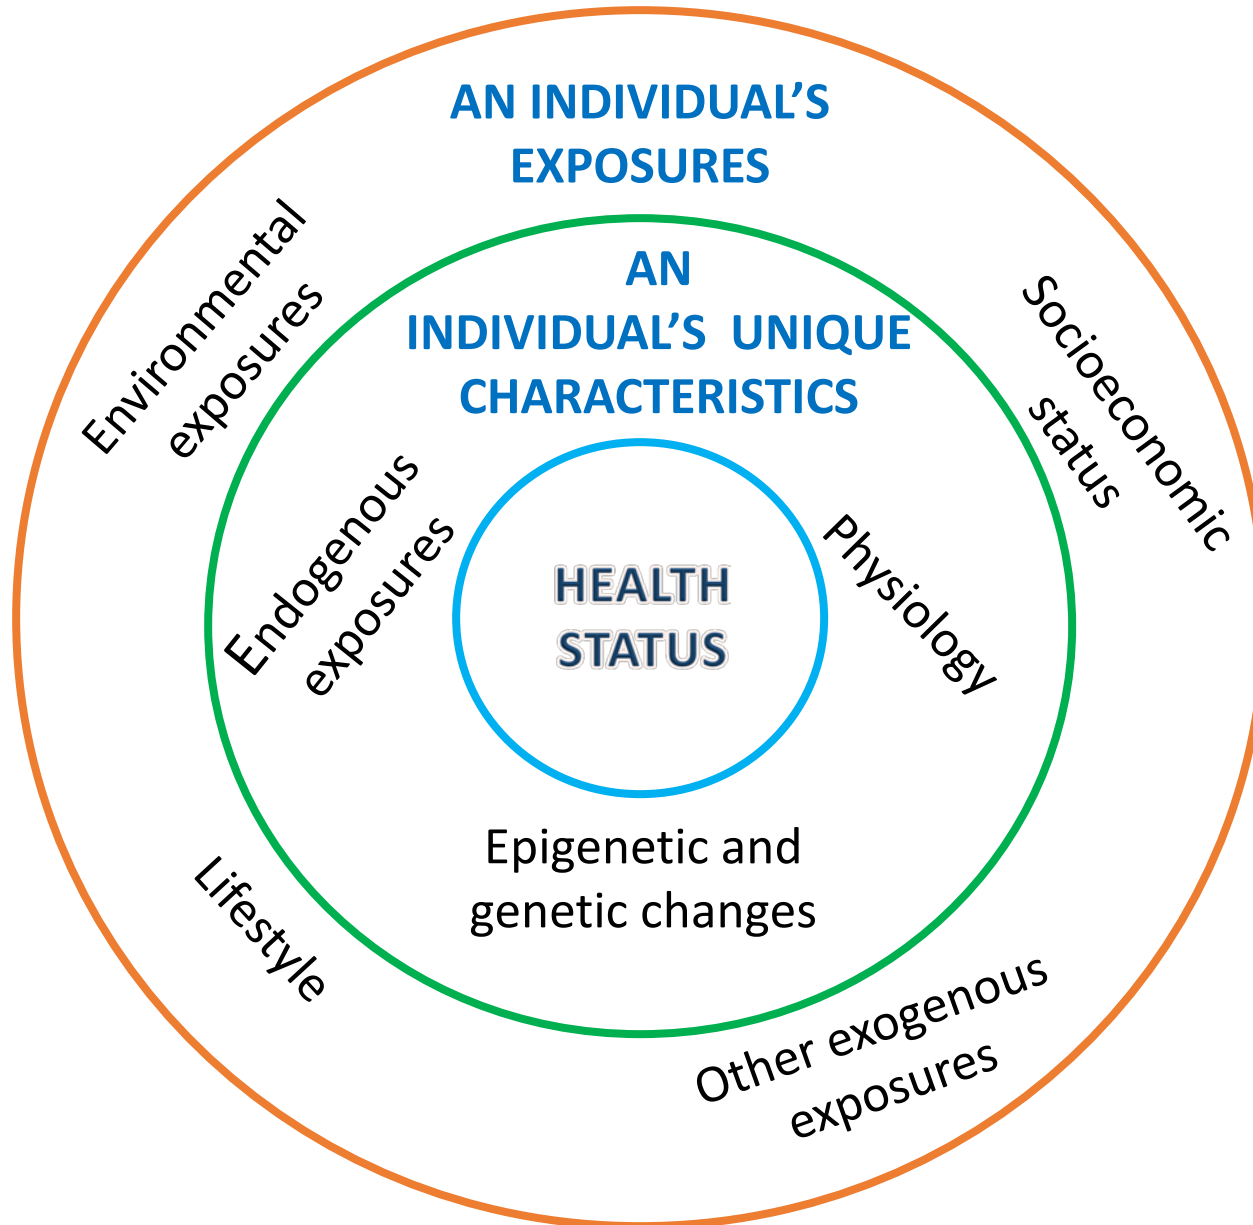 AN INDIVIDUAL’S
EXPOSURES
Environmental
exposures
Socioeconomic
status
AN
INDIVIDUAL’S  UNIQUE
CHARACTERISTICS
Endogenous
exposures
Physiology
HEALTH
STATUS
Epigenetic and
genetic changes
Lifestyle
Other exogenous
exposures